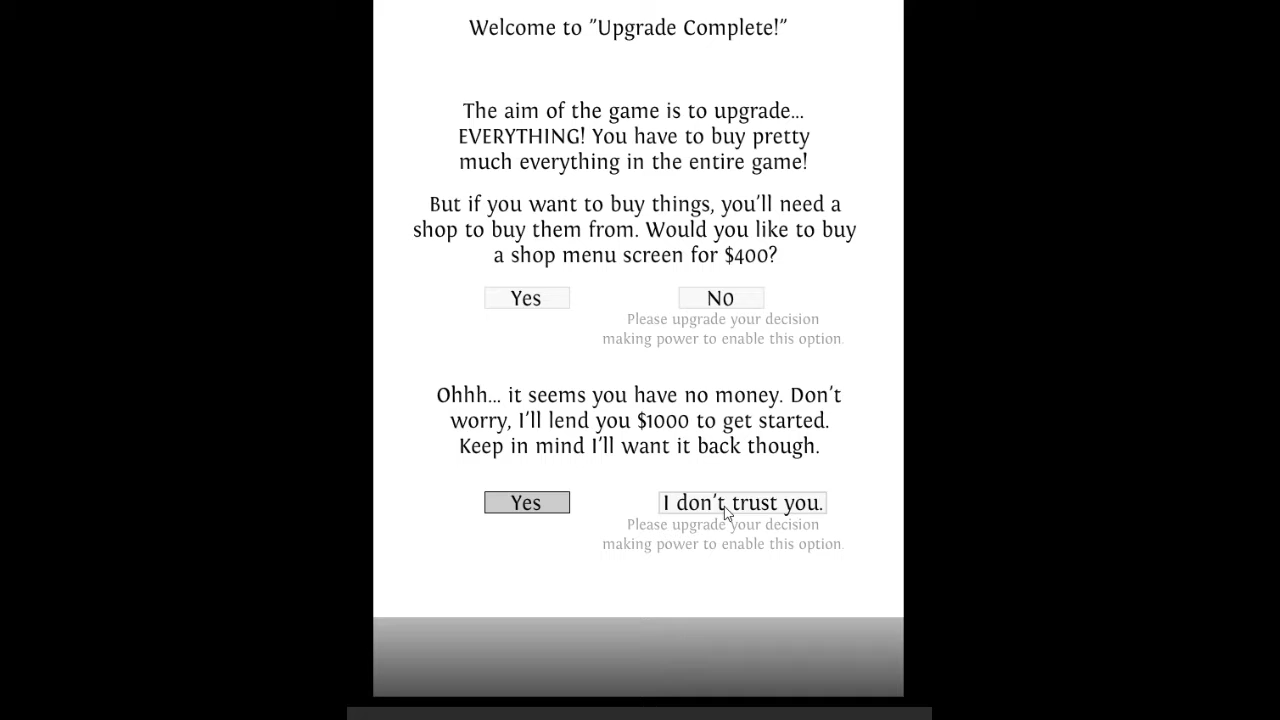 Welcome to "Upgrade Complete!"
The aim of the game is to upgrade...
EVERYTHING! You have to buy pretty
much everything in the entire game!
But if you want to buy things, you'll need a
shop to buy them from. Would you like to buy
a shop menu screen for $400?
Yes No
Please upgrade your decision
making power to enable this option.
Ohhh... it seems you have no money. Don't
worry, I'll lend you $1000 to get started.
Keep in mind I'll want it back though.
Yes I don't trust you.
Please upgrade your decision
making power to enable this option.